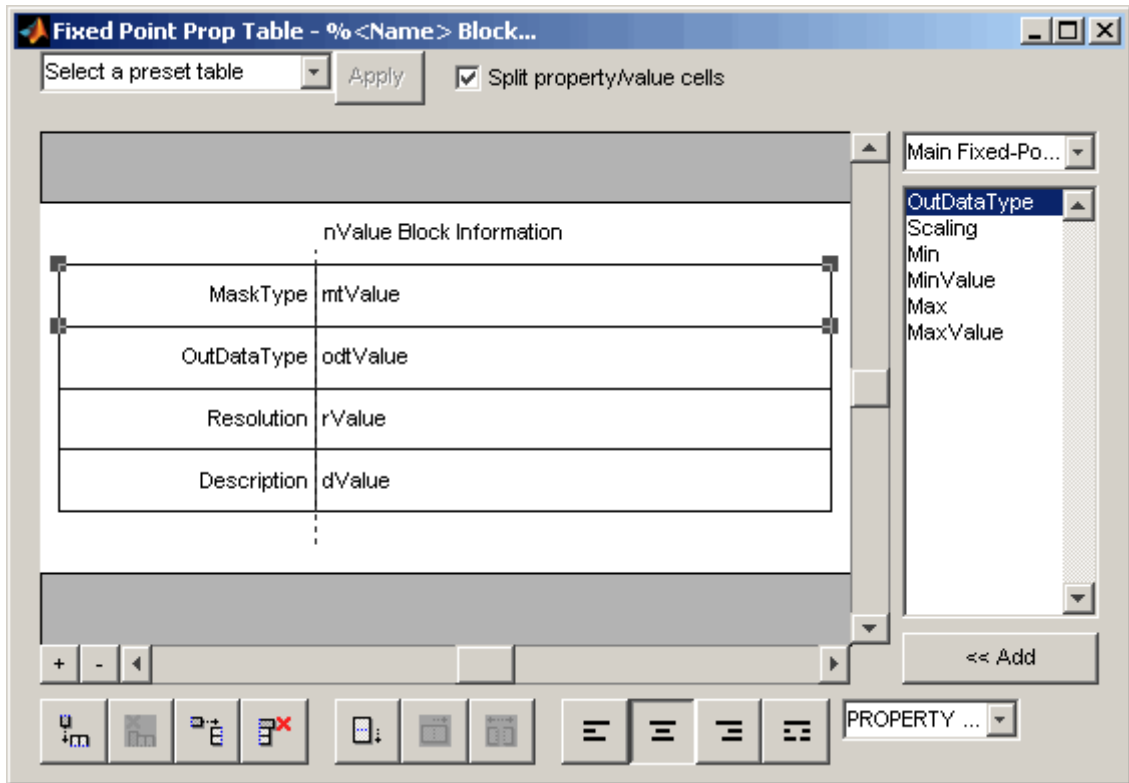 Fixed Point Prop Table - %<Name> Block...
Select a preset table Apply Split property/value cells
Main Fixed-Po...
OutDataType
Scaling
Min
MinValue
Max
MaxValue
nValue Block Information
MaskType mtValue
OutDataType odtValue
Resolution rValue
Description dValue
+ - << Add
PROPERTY ...